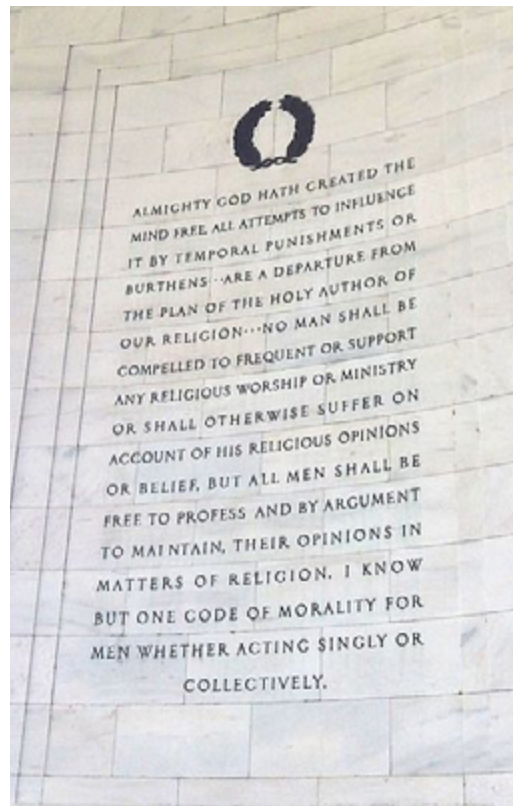 ALMIGHTY GOD HATH CREATED THE
MIND FREE. ALL ATTEMPTS TO INFLUENCE
IT BY TEMPORAL PUNISHMENTS OR
BURTHENS···ARE A DEPARTURE FROM
THE PLAN OF THE HOLY AUTHOR OF
OUR RELIGION···NO MAN SHALL BE
COMPELLED TO FREQUENT OR SUPPORT
ANY RELIGIOUS WORSHIP OR MINISTRY
OR SHALL OTHERWISE SUFFER ON
ACCOUNT OF HIS RELIGIOUS OPINIONS
OR BELIEF, BUT ALL MEN SHALL BE
FREE TO PROFESS AND BY ARGUMENT
TO MAINTAIN, THEIR OPINIONS IN
MATTERS OF RELIGION. I KNOW
BUT ONE CODE OF MORALITY FOR
MEN WHETHER ACTING SINGLY OR
COLLECTIVELY.